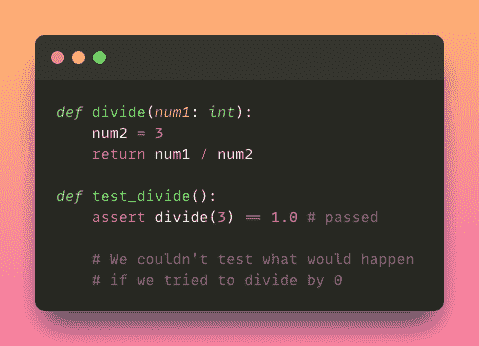 def divide(num1: int):
    num2 = 3
    return num1 / num2
def test_divide():
    assert divide(3) == 1.0 # passed
    # We couldn't test what would happen
    # if we tried to divide by 0